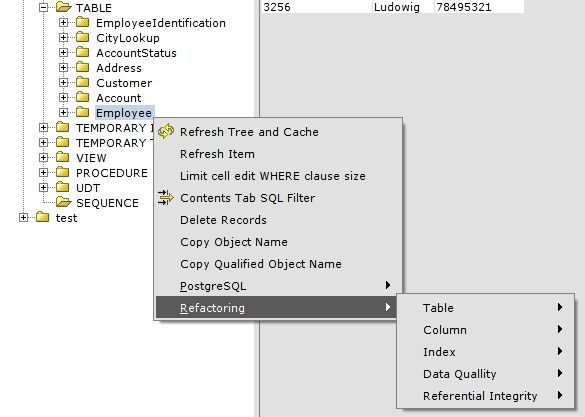 TABLE
3256 Ludowig 78495321
EmployeeIdentification
CityLookup
AccountStatus
Address
Customer
Account
Employee
TEMPORARY I
TEMPORARY T
VIEW
PROCEDURE
UDT
SEQUENCE
test
Refresh Tree and Cache
Refresh Item
Limit cell edit WHERE clause size
Contents Tab SQL Filter
Delete Records
Copy Object Name
Copy Qualified Object Name
PostgreSQL
Refactoring
Table
Column
Index
Data Quallity
Referential Integrity